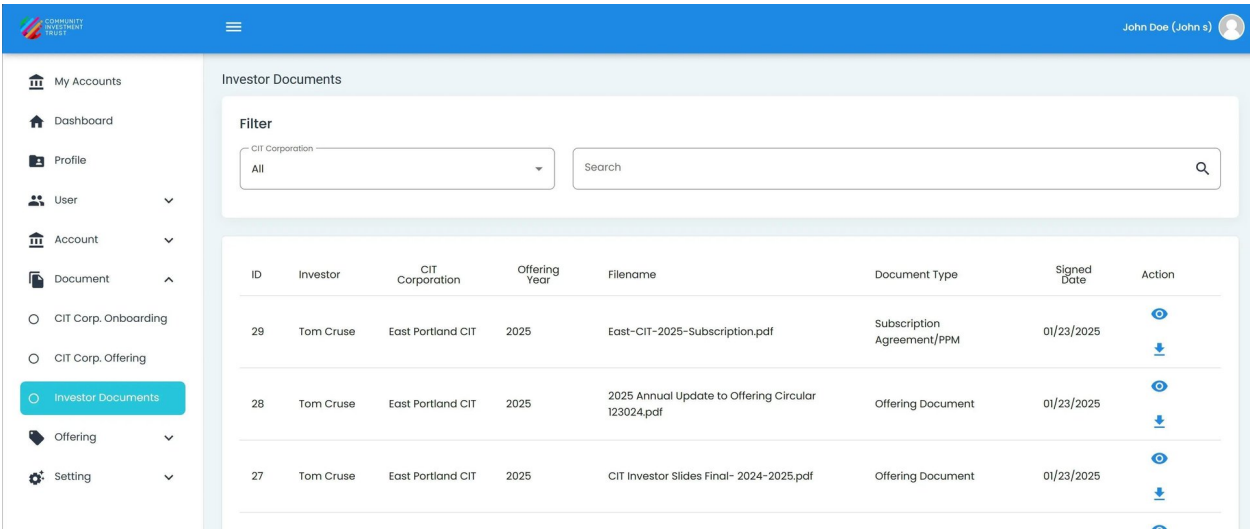 COMMUNITY
INVESTMENT
TRUST
John Doe (John s)
My Accounts
Dashboard
Profile
User
Account
Document
CIT Corp. Onboarding
CIT Corp. Offering
Investor Documents
Offering
Setting
Investor Documents
Filter
CIT Corporation
All
Search
ID Investor CIT Corporation Offering Year Filename Document Type Signed Date Action
29 Tom Cruse East Portland CIT 2025 East-CIT-2025-Subscription.pdf Subscription Agreement/PPM 01/23/2025
28 Tom Cruse East Portland CIT 2025 2025 Annual Update to Offering Circular 123024.pdf Offering Document 01/23/2025
27 Tom Cruse East Portland CIT 2025 CIT Investor Slides Final- 2024-2025.pdf Offering Document 01/23/2025